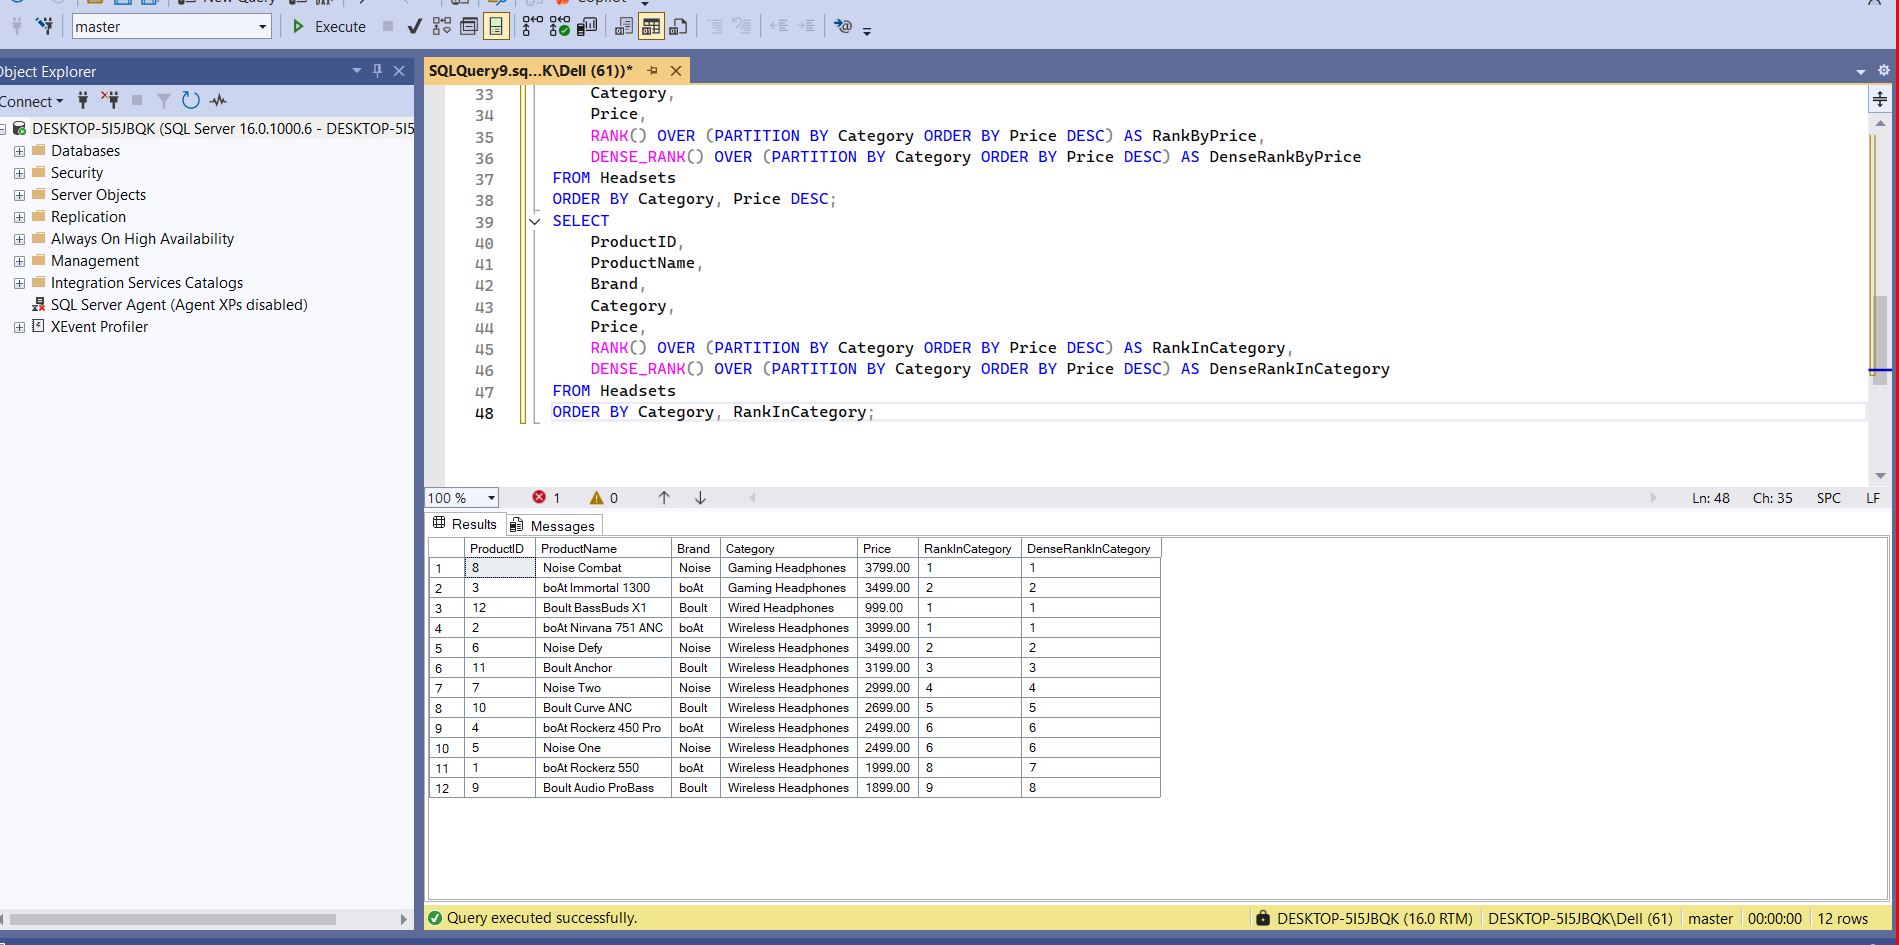 New Query
Copilot
master
Execute
Object Explorer
Connect
DESKTOP-5I5JBQK (SQL Server 16.0.1000.6 - DESKTOP-5I5
Databases
Security
Server Objects
Replication
Always On High Availability
Management
Integration Services Catalogs
SQL Server Agent (Agent XPs disabled)
XEvent Profiler
SQLQuery9.sq...K\Dell (61))*
33 Category,
34 Price,
35 RANK() OVER (PARTITION BY Category ORDER BY Price DESC) AS RankByPrice,
36 DENSE_RANK() OVER (PARTITION BY Category ORDER BY Price DESC) AS DenseRankByPrice
37 FROM Headsets
38 ORDER BY Category, Price DESC;
39 SELECT
40 ProductID,
41 ProductName,
42 Brand,
43 Category,
44 Price,
45 RANK() OVER (PARTITION BY Category ORDER BY Price DESC) AS RankInCategory,
46 DENSE_RANK() OVER (PARTITION BY Category ORDER BY Price DESC) AS DenseRankInCategory
47 FROM Headsets
48 ORDER BY Category, RankInCategory;
100 % 1 0 Ln: 48 Ch: 35 SPC LF
Results Messages
ProductID ProductName Brand Category Price RankInCategory DenseRankInCategory
1 8 Noise Combat Noise Gaming Headphones 3799.00 1 1
2 3 boAt Immortal 1300 boAt Gaming Headphones 3499.00 2 2
3 12 Boult BassBuds X1 Boult Wired Headphones 999.00 1 1
4 2 boAt Nirvana 751 ANC boAt Wireless Headphones 3999.00 1 1
5 6 Noise Defy Noise Wireless Headphones 3499.00 2 2
6 11 Boult Anchor Boult Wireless Headphones 3199.00 3 3
7 7 Noise Two Noise Wireless Headphones 2999.00 4 4
8 10 Boult Curve ANC Boult Wireless Headphones 2699.00 5 5
9 4 boAt Rockerz 450 Pro boAt Wireless Headphones 2499.00 6 6
10 5 Noise One Noise Wireless Headphones 2499.00 6 6
11 1 boAt Rockerz 550 boAt Wireless Headphones 1999.00 8 7
12 9 Boult Audio ProBass Boult Wireless Headphones 1899.00 9 8
Query executed successfully. DESKTOP-5I5JBQK (16.0 RTM) DESKTOP-5I5JBQK\Dell (61) master 00:00:00 12 rows